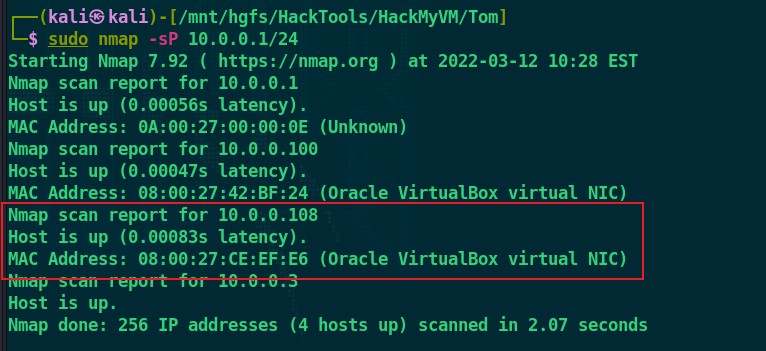 ┌──(kali㉿kali)-[/mnt/hgfs/HackTools/HackMyVM/Tom]
└─$ sudo nmap -sP 10.0.0.1/24
Starting Nmap 7.92 ( https://nmap.org ) at 2022-03-12 10:28 EST
Nmap scan report for 10.0.0.1
Host is up (0.00056s latency).
MAC Address: 0A:00:27:00:00:0E (Unknown)
Nmap scan report for 10.0.0.100
Host is up (0.00047s latency).
MAC Address: 08:00:27:42:BF:24 (Oracle VirtualBox virtual NIC)
Nmap scan report for 10.0.0.108
Host is up (0.00083s latency).
MAC Address: 08:00:27:CE:EF:E6 (Oracle VirtualBox virtual NIC)
Nmap scan report for 10.0.0.3
Host is up.
Nmap done: 256 IP addresses (4 hosts up) scanned in 2.07 seconds